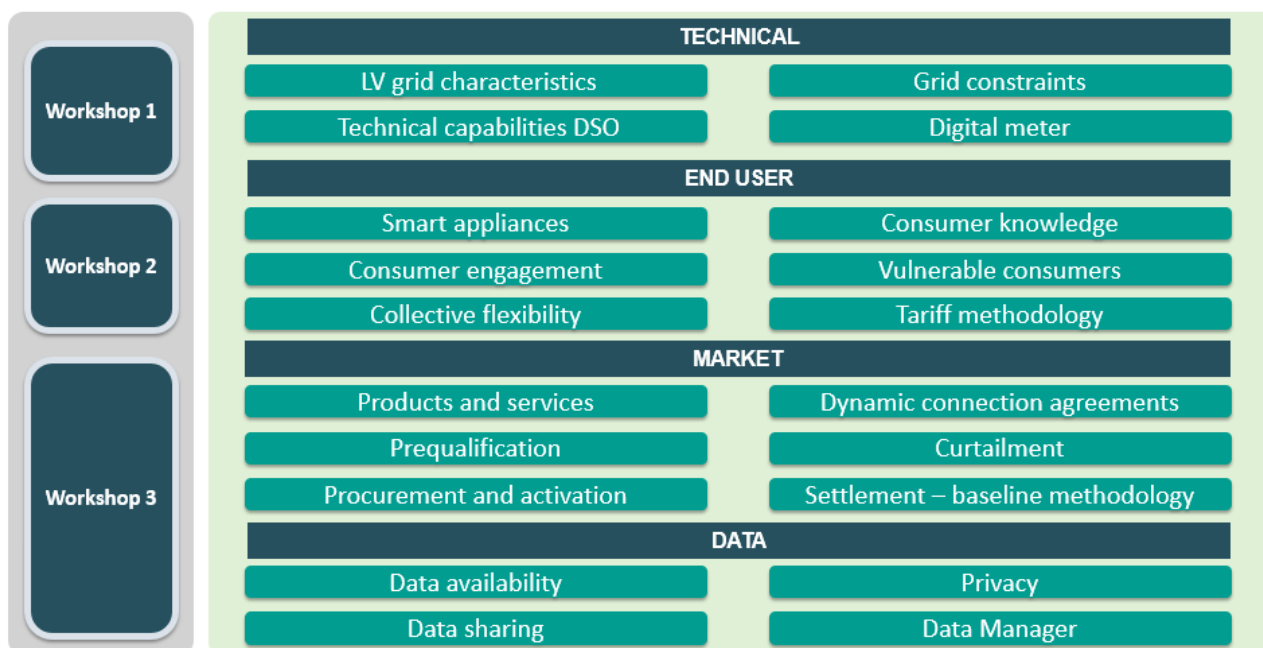 Workshop 1
TECHNICAL
LV grid characteristics
Grid constraints
Technical capabilities DSO
Digital meter
Workshop 2
END USER
Smart appliances
Consumer knowledge
Consumer engagement
Vulnerable consumers
Collective flexibility
Tariff methodology
Workshop 3
MARKET
Products and services
Dynamic connection agreements
Prequalification
Curtailment
Procurement and activation
Settlement – baseline methodology
DATA
Data availability
Privacy
Data sharing
Data Manager